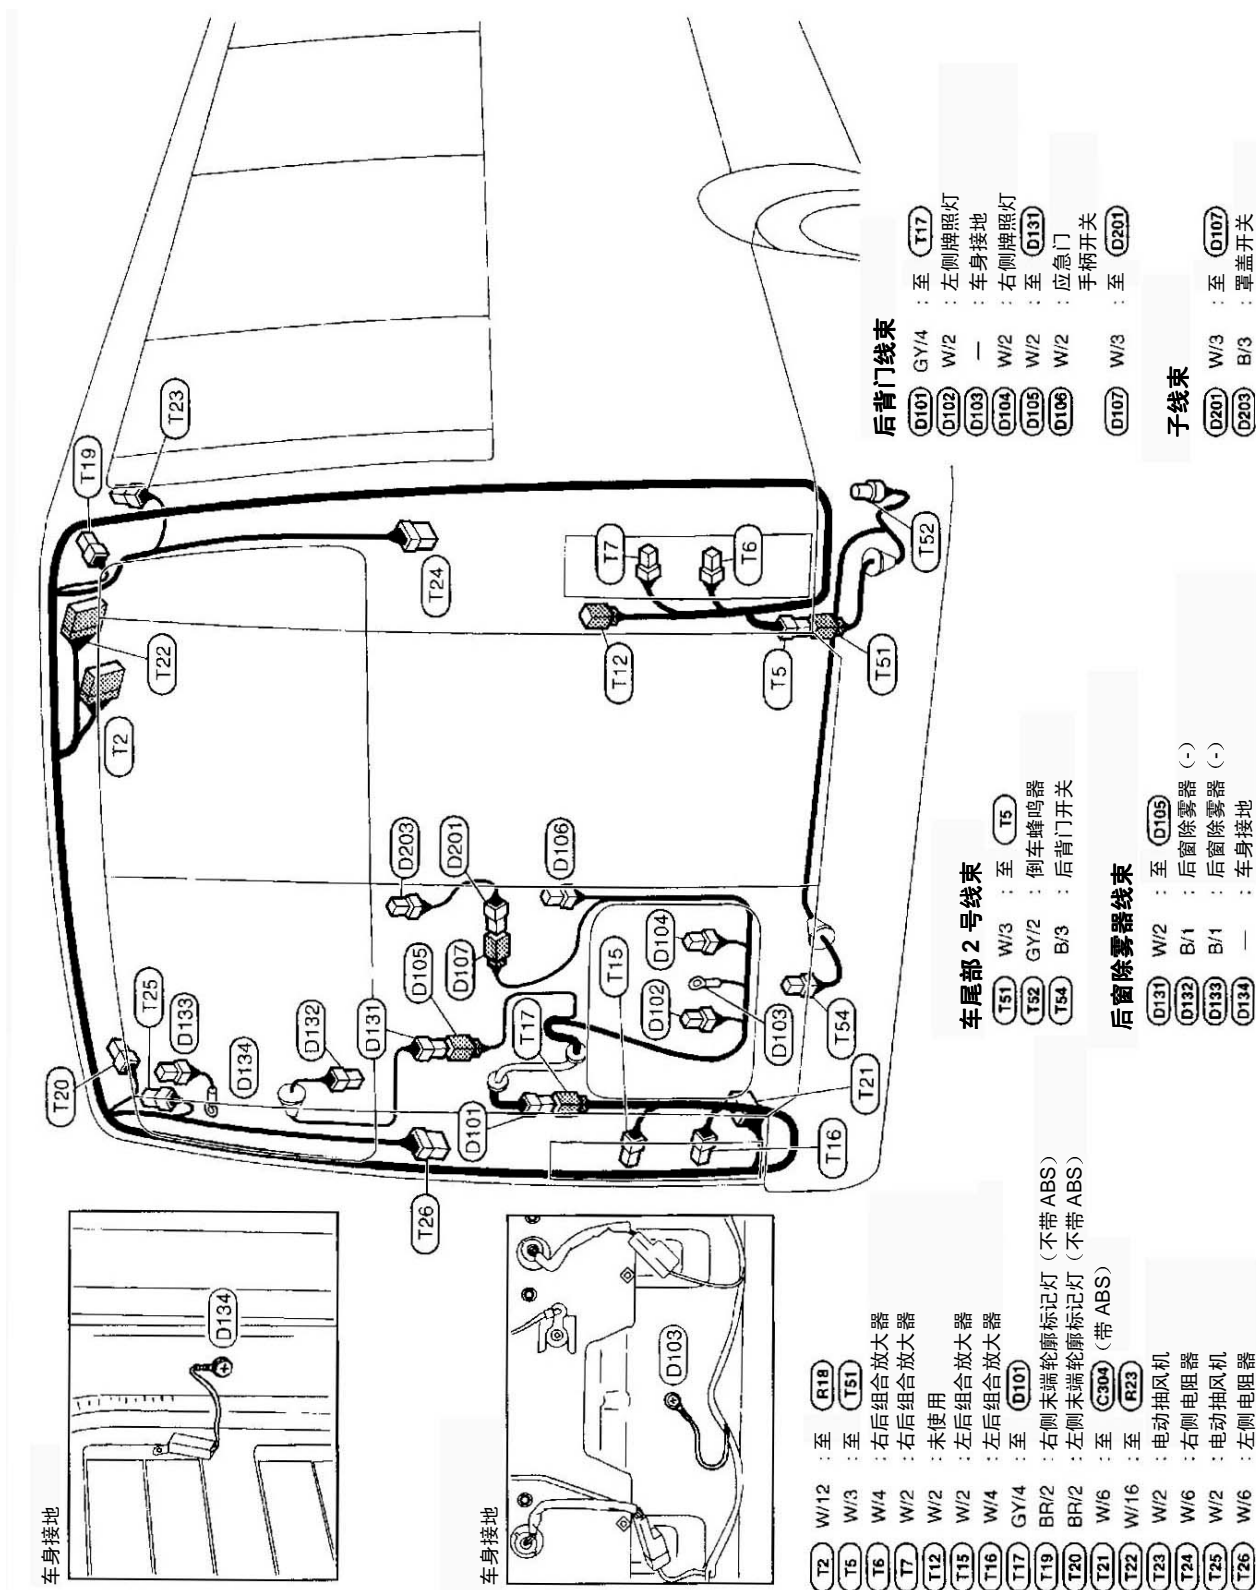 车身接地
D134
车身接地
D103
T20
T25
D133
D134
D132
D131
D105
D107
D201
D203
D106
T2
T22
T19
T23
T24
T26
D101
T17
T15
D102
D104
D103
T16
T21
T54
T12
T7
T6
T5
T51
T52
T2 W/12 : 至 R18
T5 W/3 : 至 T51
T6 W/4 : 右后组合放大器
T7 W/2 : 右后组合放大器
T12 W/2 : 未使用
T15 W/2 : 左后组合放大器
T16 W/4 : 左后组合放大器
T17 GY/4 : 至 D101
T19 BR/2 : 右侧末端轮廓标记灯（不带 ABS）
T20 BR/2 : 左侧末端轮廓标记灯（不带 ABS）
T21 W/6 : 至 C304（带 ABS）
T22 W/16 : 至 R23
T23 W/2 : 电动抽风机
T24 W/6 : 右侧电阻器
T25 W/2 : 电动抽风机
T26 W/6 : 左侧电阻器
车尾部 2 号线束
T51 W/3 : 至 T5
T52 GY/2 : 倒车蜂鸣器
T54 B/3 : 后背门开关
后窗除雾器线束
D131 W/2 : 至 D105
D132 B/1 : 后窗除雾器（-）
D133 B/1 : 后窗除雾器（-）
D134 — : 车身接地
后背门线束
D101 GY/4 : 至 T17
D102 W/2 : 左侧牌照灯
D103 — : 车身接地
D104 W/2 : 右侧牌照灯
D105 W/2 : 至 D131
D106 W/2 : 应急门
手柄开关
D107 W/3 : 至 D201
子线束
D201 W/3 : 至 D107
D203 B/3 : 罩盖开关